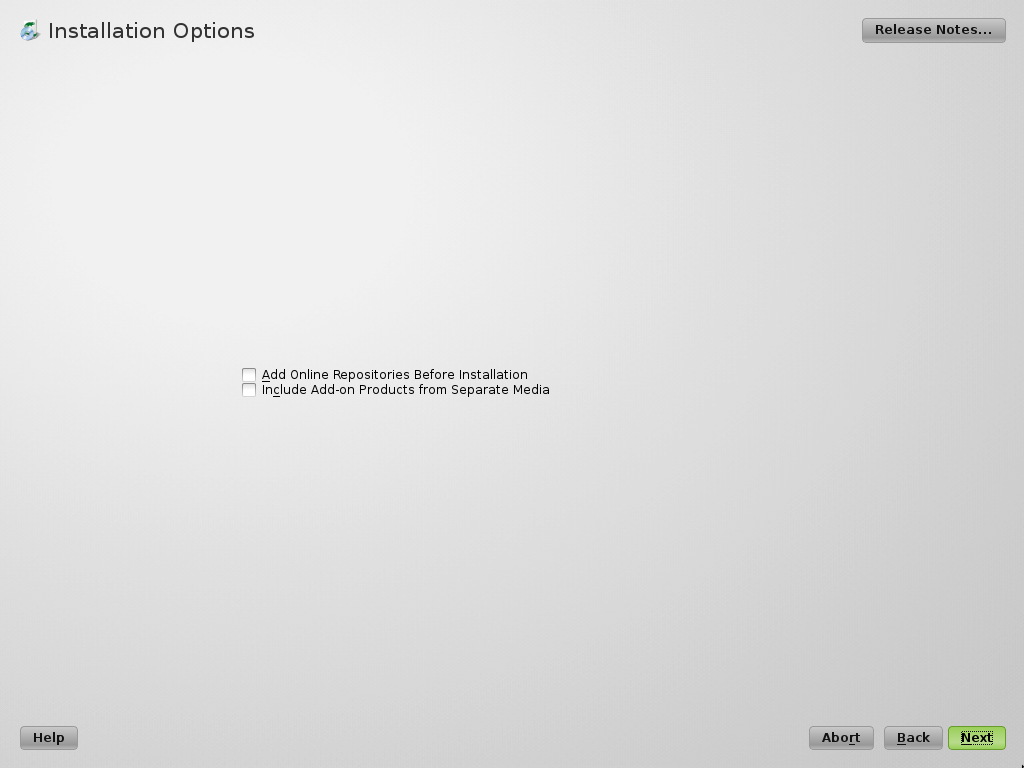 Installation Options
Release Notes...
Add Online Repositories Before Installation
Include Add-on Products from Separate Media
Help
Abort
Back
Next